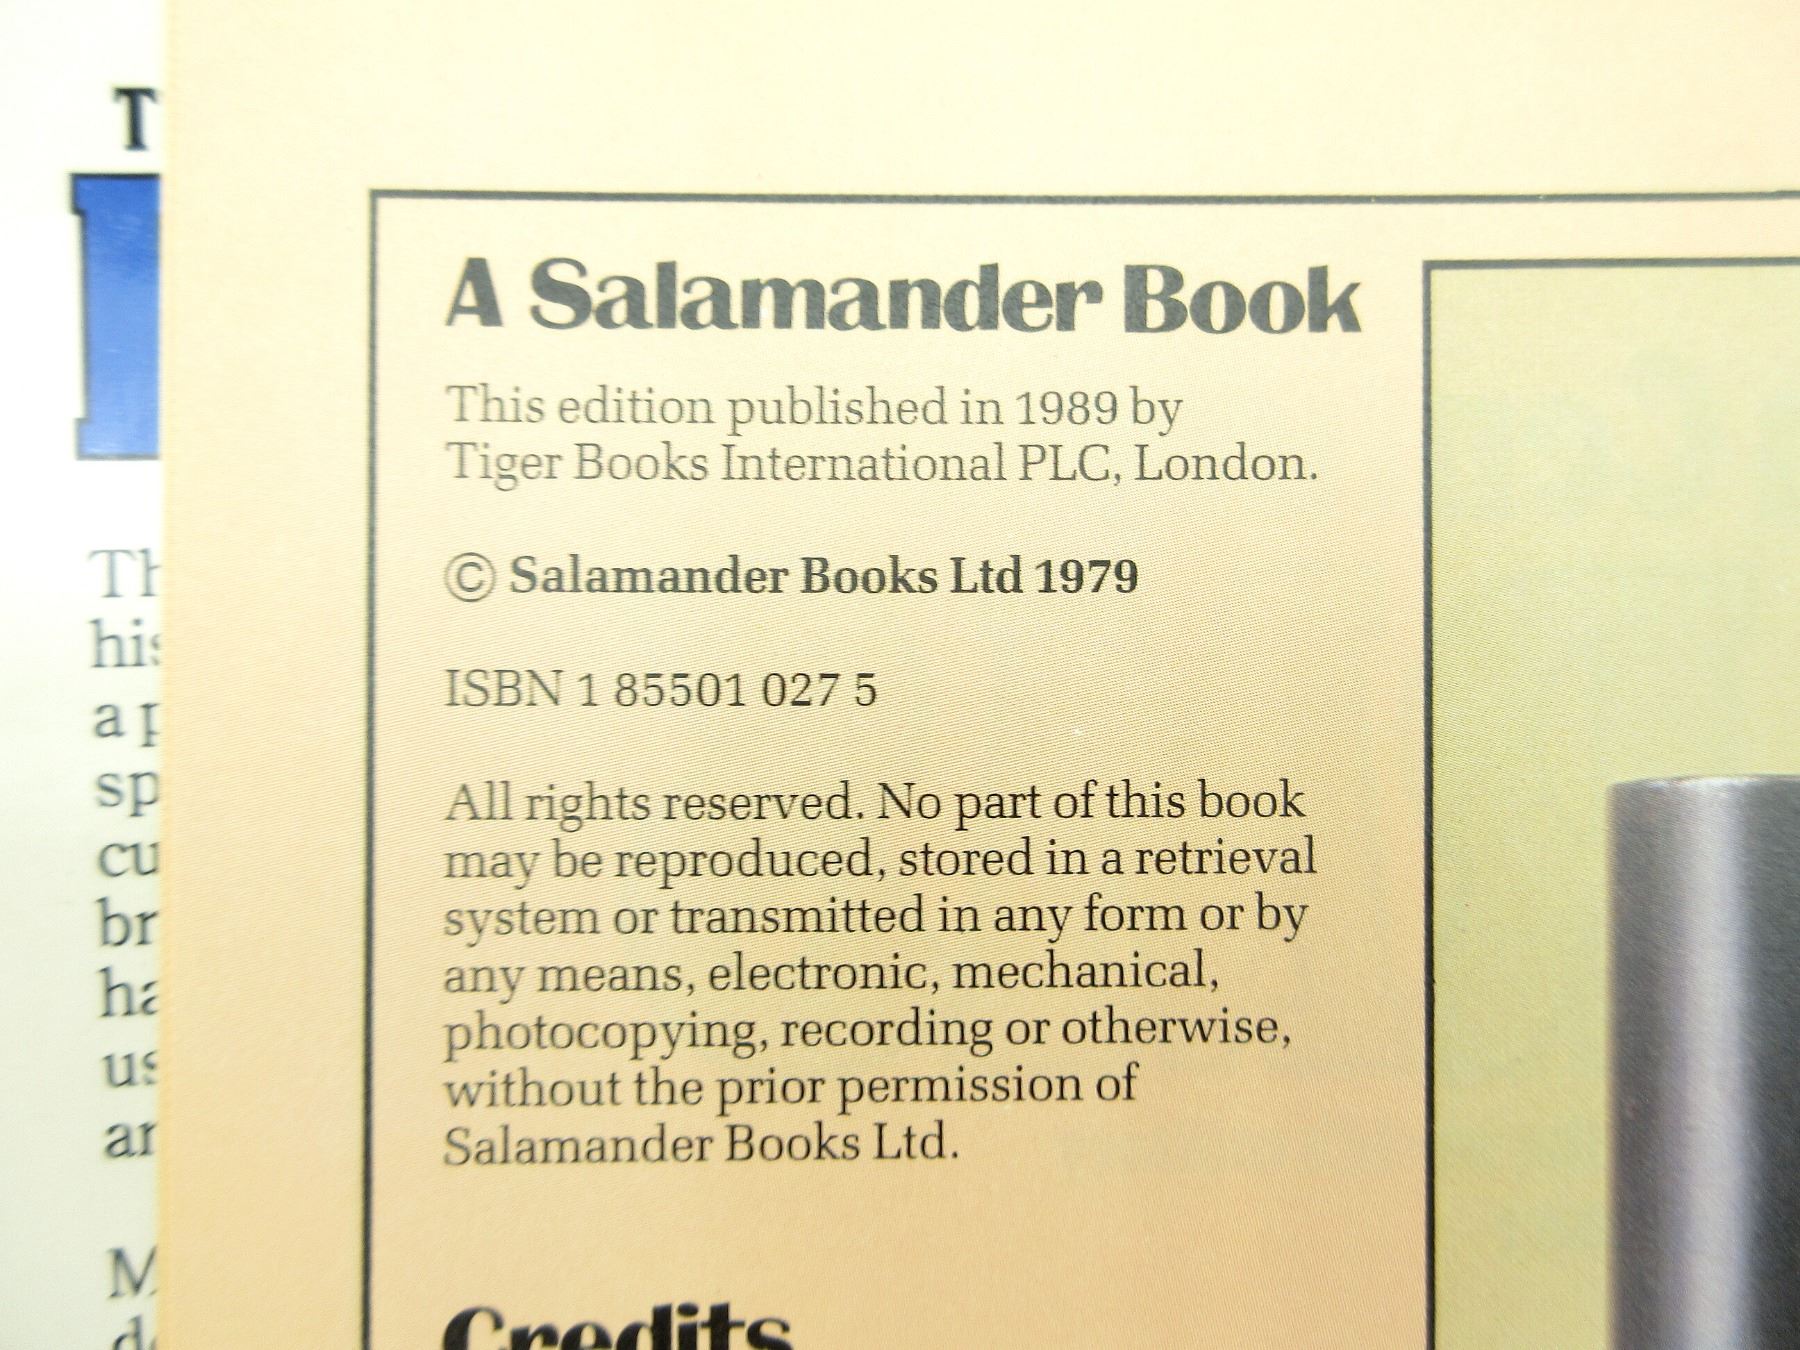 A Salamander Book
This edition published in 1989 by
Tiger Books International PLC, London.
© Salamander Books Ltd 1979
ISBN 1 85501 027 5
All rights reserved. No part of this book
may be reproduced, stored in a retrieval
system or transmitted in any form or by
any means, electronic, mechanical,
photocopying, recording or otherwise,
without the prior permission of
Salamander Books Ltd.
Credits